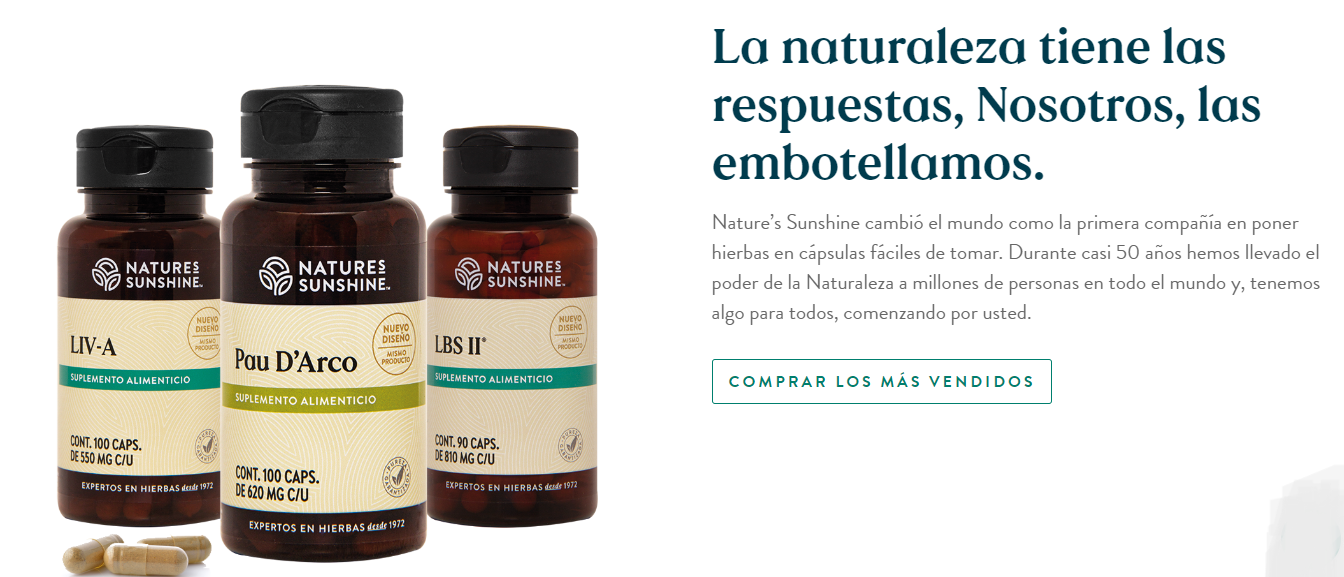 La naturaleza tiene las
respuestas, Nosotros, las
embotellamos.
Nature's Sunshine cambió el mundo como la primera compañía en poner
hierbas en cápsulas fáciles de tomar. Durante casi 50 años hemos llevado el
poder de la Naturaleza a millones de personas en todo el mundo y, tenemos
algo para todos, comenzando por usted.
COMPRAR LOS MÁS VENDIDOS
NATURES
SUNSHINE™
NUEVO
DISEÑO
MISMO
PRODUCTO
LIV-A
SUPLEMENTO ALIMENTICIO
CONT. 100 CAPS.
DE 550 MG C/U
EXPERTOS EN HIERBAS desde 1972
NATURES
SUNSHINE™
NUEVO
DISEÑO
MISMO
PRODUCTO
Pau D'Arco
SUPLEMENTO ALIMENTICIO
CONT. 100 CAPS.
DE 620 MG C/U
PUREZA
GARANTIZADA
EXPERTOS EN HIERBAS desde 1972
NATURES
SUNSHINE™
NUEVO
DISEÑO
MISMO
PRODUCTO
LBS II®
SUPLEMENTO ALIMENTICIO
CONT. 90 CAPS.
DE 810 MG C/U
EXPERTOS EN HIERBAS desde 1972